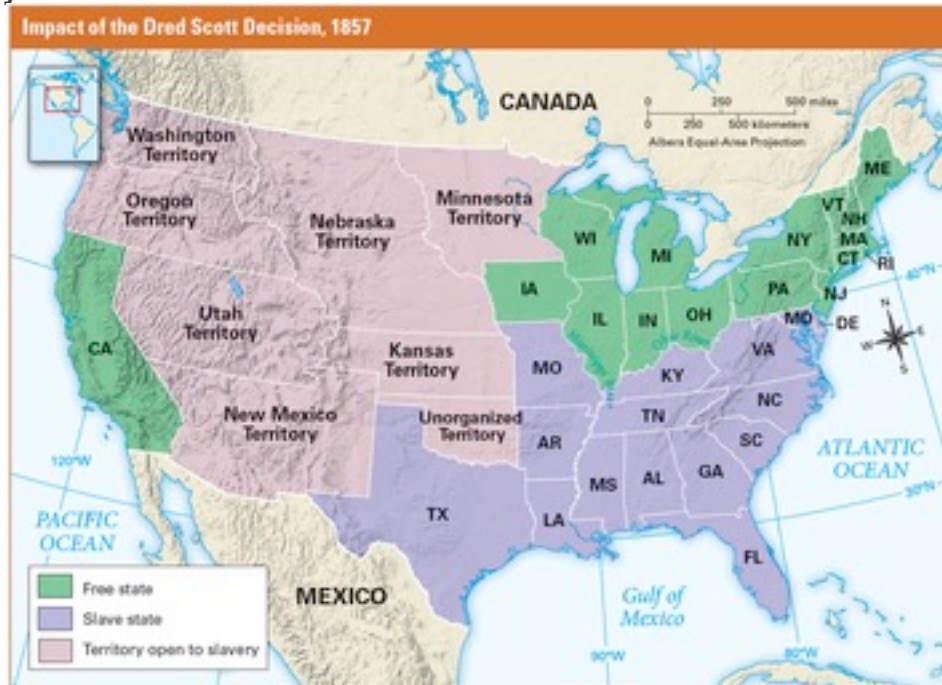 Impact of the Dred Scott Decision, 1857
CANADA
0 250 500 miles
0 250 500 kilometers
Albers Equal-Area Projection
Washington
Territory
Oregon
Territory
Nebraska
Territory
Minnesota
Territory
ME
VT
NH
MA
CT
RI
NY
WI
MI
IA
PA
NJ
IL
IN
OH
MD
DE
40°N
N
W
E
S
Utah
Territory
CA
Kansas
Territory
MO
KY
VA
NC
New Mexico
Territory
Unorganized
Territory
TN
AR
SC
MS
AL
GA
ATLANTIC
OCEAN
30°N
120°W
PACIFIC
OCEAN
TX
LA
FL
MEXICO
Gulf of
Mexico
90°W
80°W
Free state
Slave state
Territory open to slavery